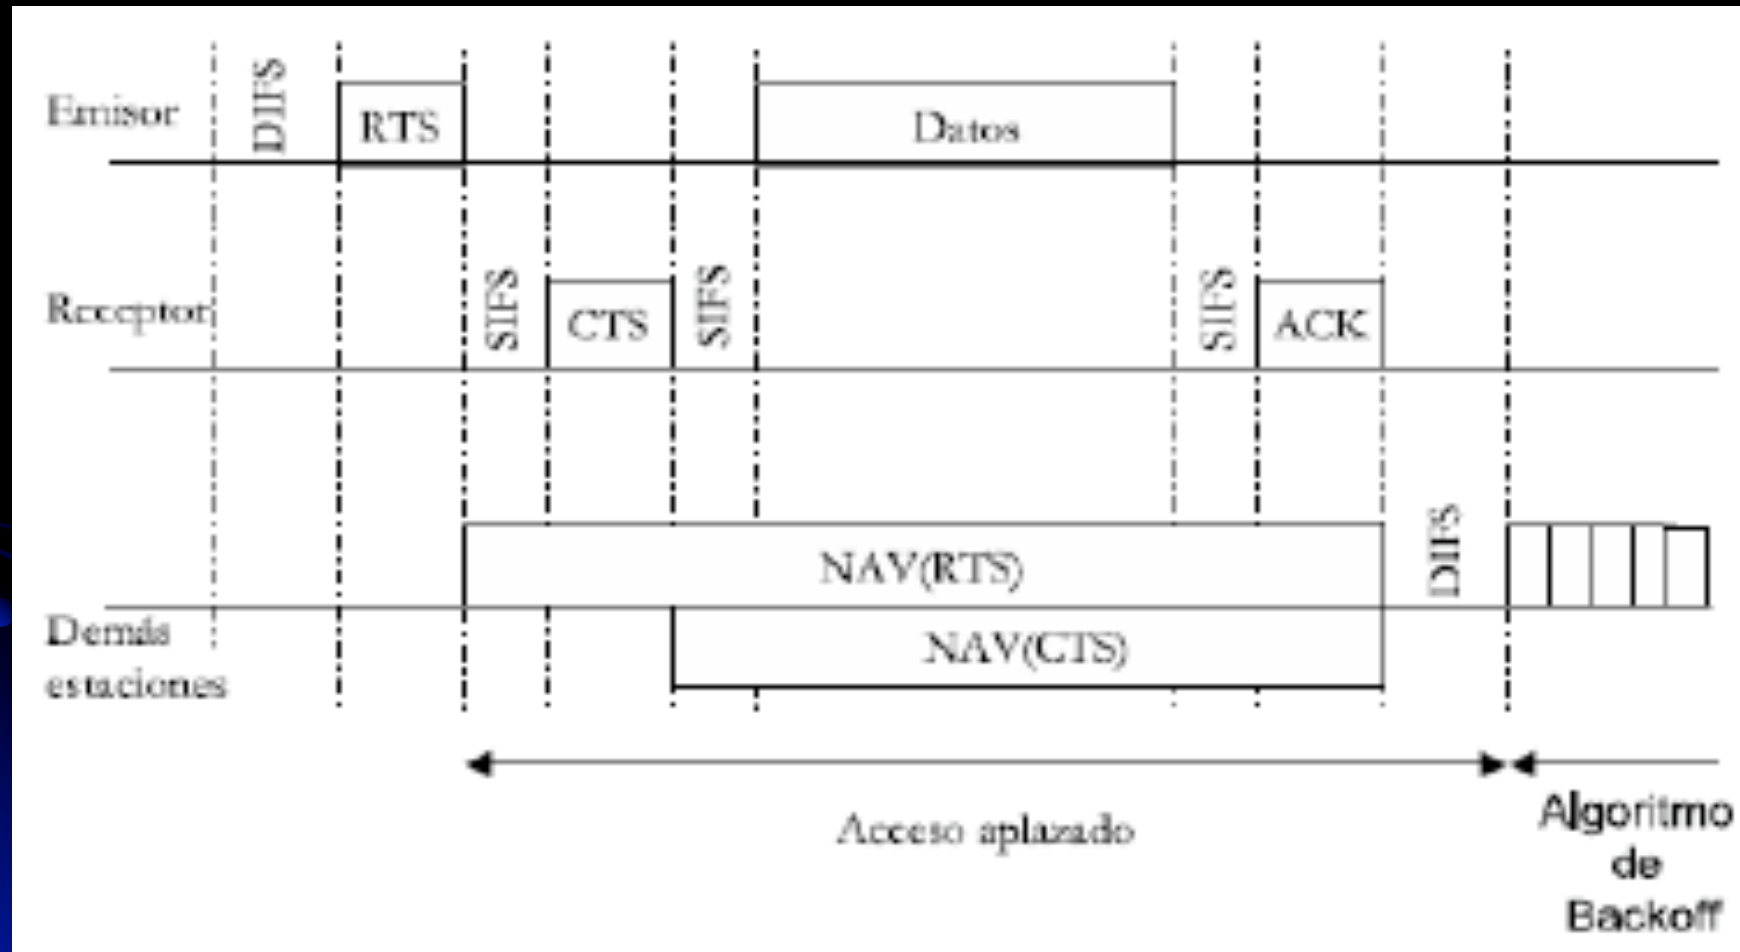 Emisor
DIFS
RTS
Datos
Receptor
SIFS
CTS
SIFS
SIFS
ACK
NAV(RTS)
DIFS
Demás
estaciones
NAV(CTS)
Acceso aplazado
Algoritmo
de
Backoff